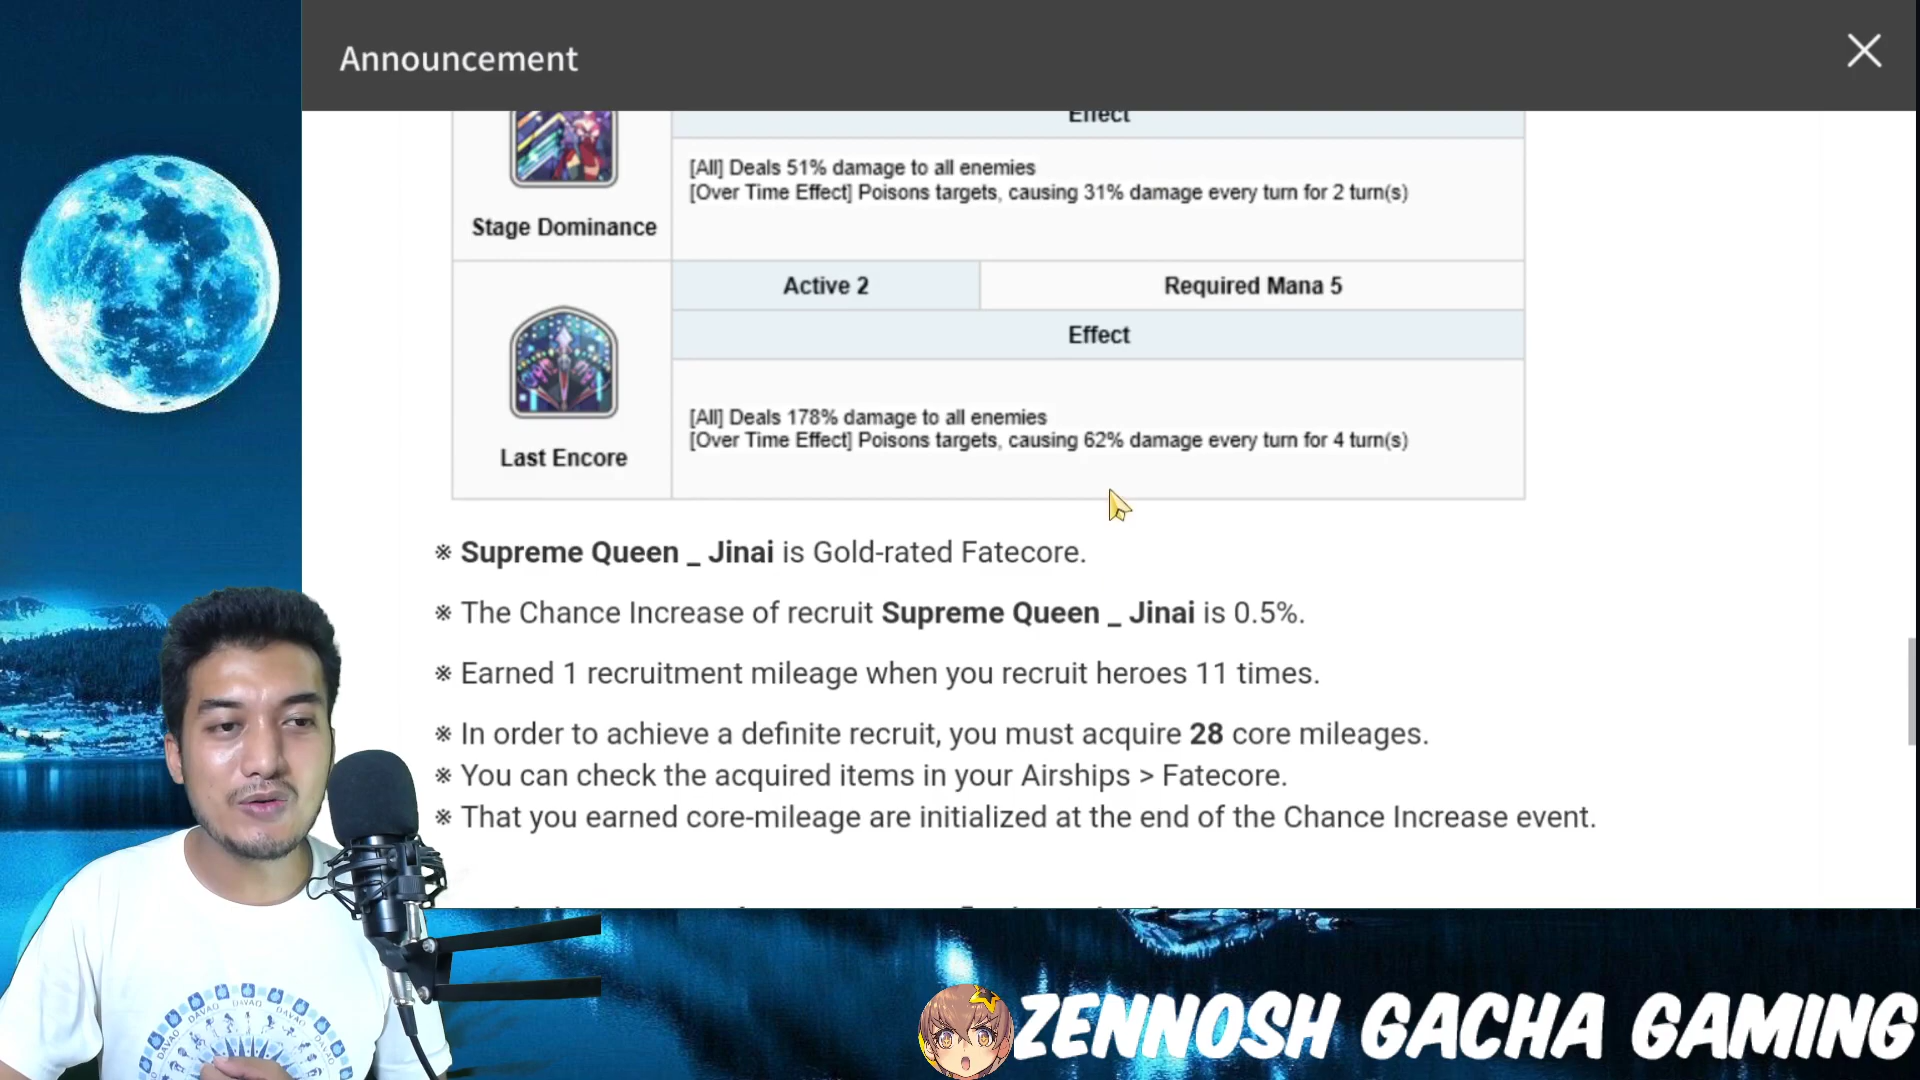 Announcement
Effect
[All] Deals 51% damage to all enemies
[Over Time Effect] Poisons targets, causing 31% damage every turn for 2 turn(s)
Stage Dominance
Active 2
Required Mana 5
Effect
[All] Deals 178% damage to all enemies
[Over Time Effect] Poisons targets, causing 62% damage every turn for 4 turn(s)
Last Encore
※ Supreme Queen _ Jinai is Gold-rated Fatecore.
※ The Chance Increase of recruit Supreme Queen _ Jinai is 0.5%.
※ Earned 1 recruitment mileage when you recruit heroes 11 times.
※ In order to achieve a definite recruit, you must acquire 28 core mileages.
※ You can check the acquired items in your Airships > Fatecore.
※ That you earned core-mileage are initialized at the end of the Chance Increase event.
DAVAO DAVAO DAVAO
ZENNOSH GACHA GAMING